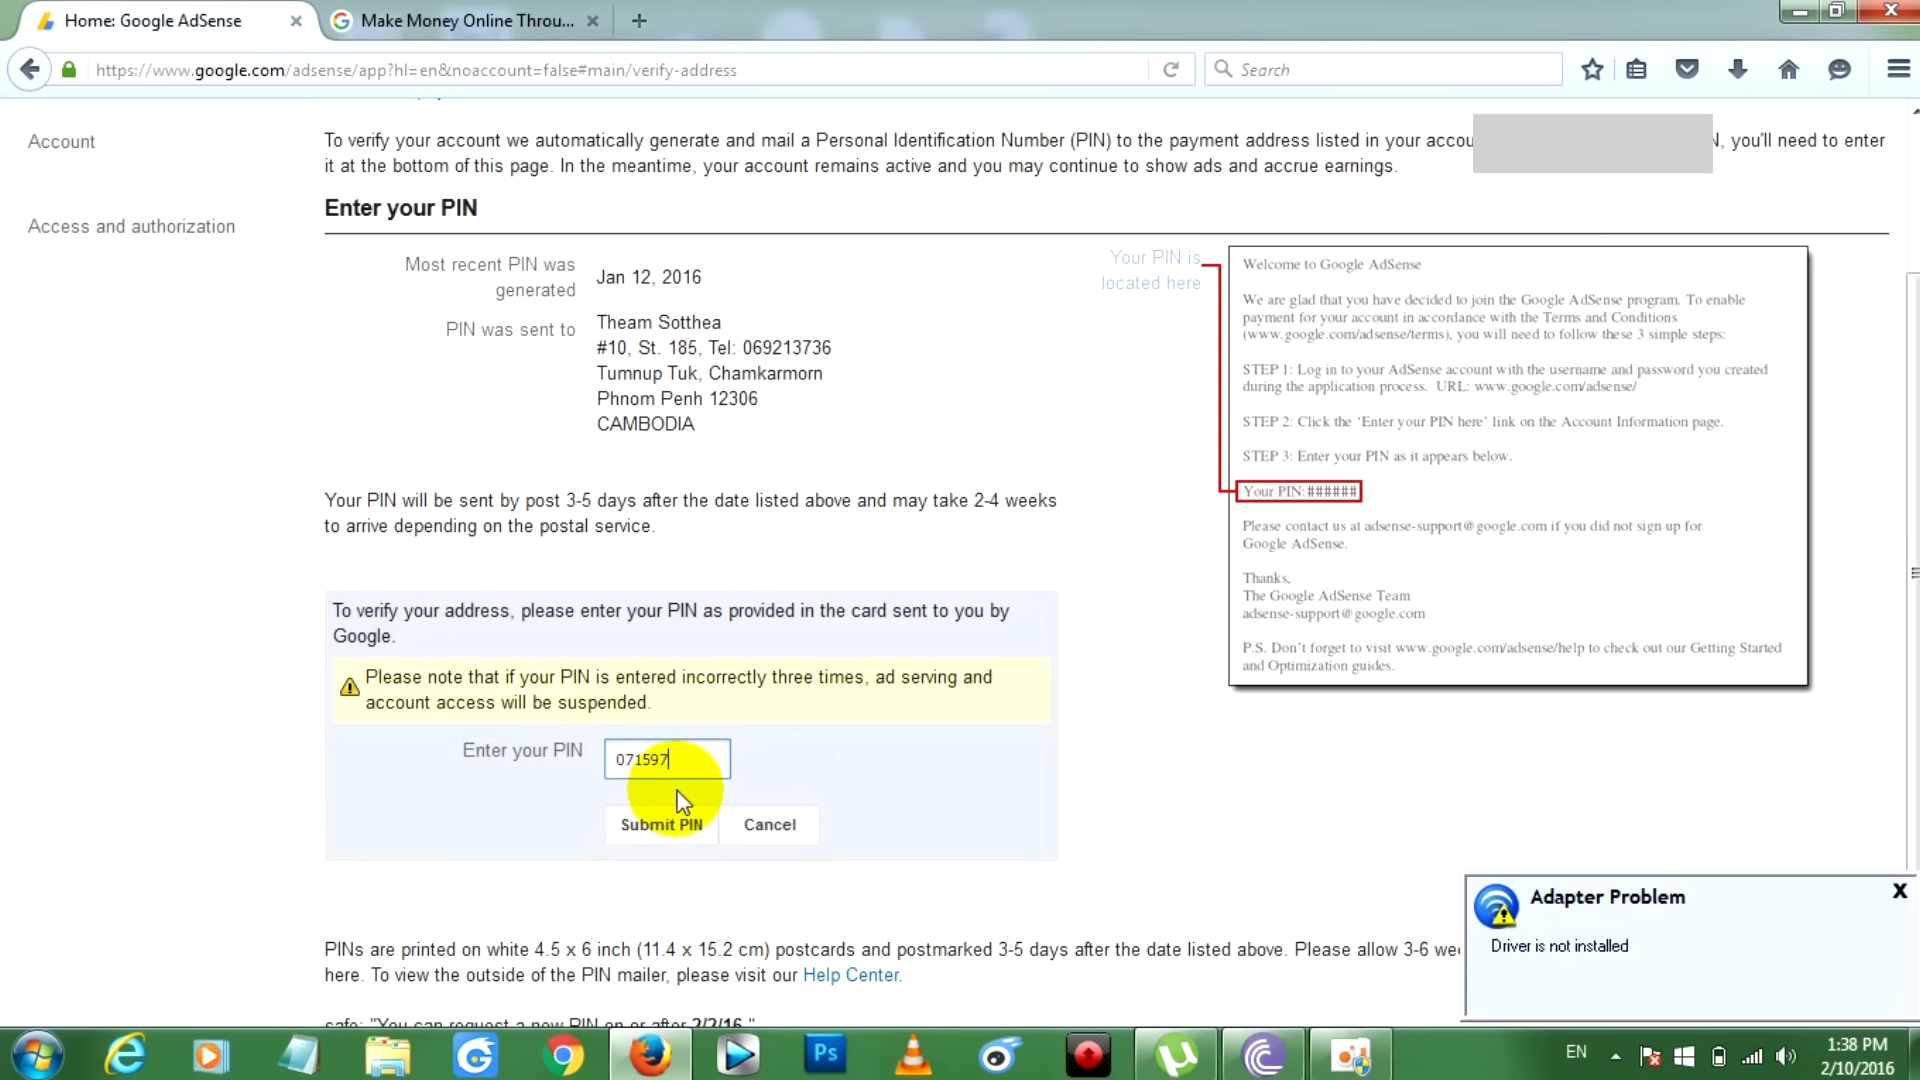 Home: Google AdSense
Make Money Online Throu...
https://www.google.com/adsense/app?hl=en&noaccount=false#main/verify-address
Search
Account
Access and authorization
To verify your account we automatically generate and mail a Personal Identification Number (PIN) to the payment address listed in your accou N, you'll need to enter
it at the bottom of this page. In the meantime, your account remains active and you may continue to show ads and accrue earnings.
Enter your PIN
Most recent PIN was
generated
Jan 12, 2016
PIN was sent to
Theam Sotthea
#10, St. 185, Tel: 069213736
Tumnup Tuk, Chamkarmorn
Phnom Penh 12306
CAMBODIA
Your PIN is
located here
Welcome to Google AdSense
We are glad that you have decided to join the Google AdSense program. To enable
payment for your account in accordance with the Terms and Conditions
(www.google.com/adsense/terms), you will need to follow these 3 simple steps:
STEP 1: Log in to your AdSense account with the username and password you created
during the application process. URL: www.google.com/adsense/
STEP 2: Click the ‘Enter your PIN here’ link on the Account Information page.
STEP 3: Enter your PIN as it appears below.
Your PIN:######
Please contact us at adsense-support@google.com if you did not sign up for
Google AdSense.
Thanks,
The Google AdSense Team
adsense-support@google.com
P.S. Don’t forget to visit www.google.com/adsense/help to check out our Getting Started
and Optimization guides.
Your PIN will be sent by post 3-5 days after the date listed above and may take 2-4 weeks
to arrive depending on the postal service.
To verify your address, please enter your PIN as provided in the card sent to you by
Google.
Please note that if your PIN is entered incorrectly three times, ad serving and
account access will be suspended.
Enter your PIN
071597
Submit PIN
Cancel
PINs are printed on white 4.5 x 6 inch (11.4 x 15.2 cm) postcards and postmarked 3-5 days after the date listed above. Please allow 3-6 we
here. To view the outside of the PIN mailer, please visit our Help Center.
safe: "You can request a new PIN on or after 2/2/16."
Adapter Problem
X
Driver is not installed
Ps
EN
1:38 PM
2/10/2016